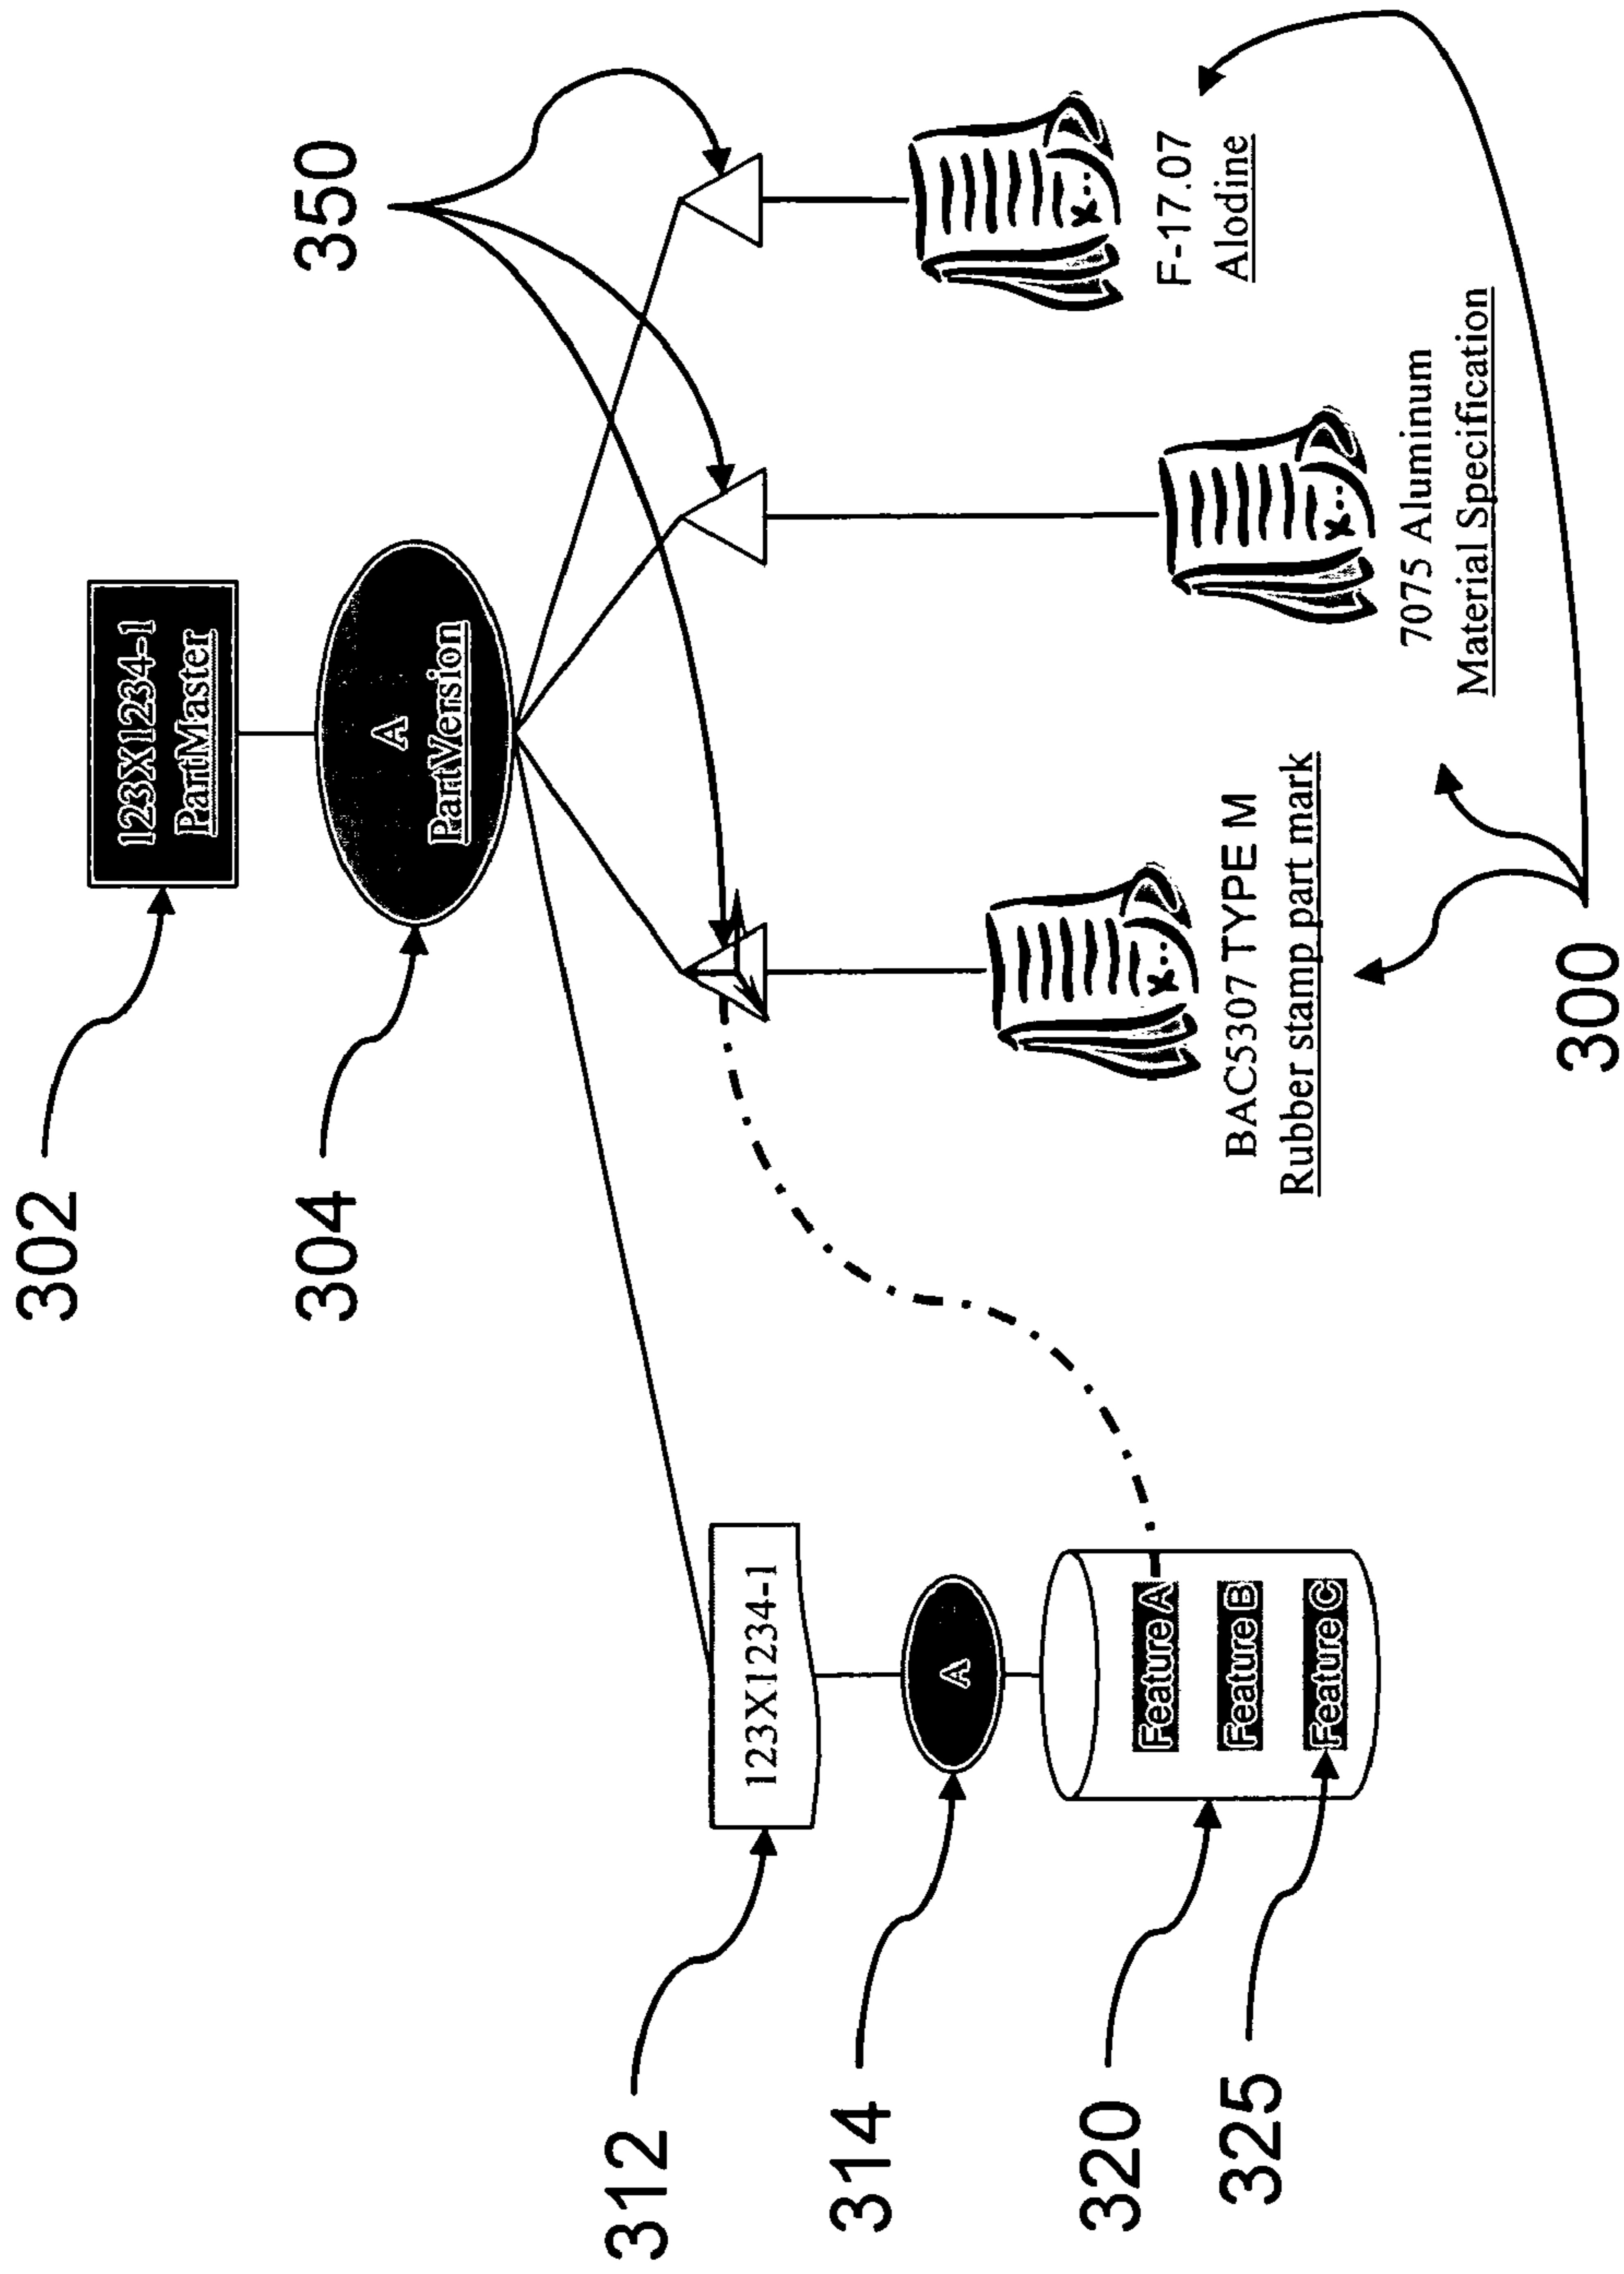 302
123X1234-1
PartMaster
304
A
PartVersion
350
312
123X1234-1
314
A
320
Feature A
Feature B
325
Feature C
x...
BAC5307 TYPE M
Rubber stamp part mark
x...
7075 Aluminum
Material Specification
x...
F-17.07
Alodine
300